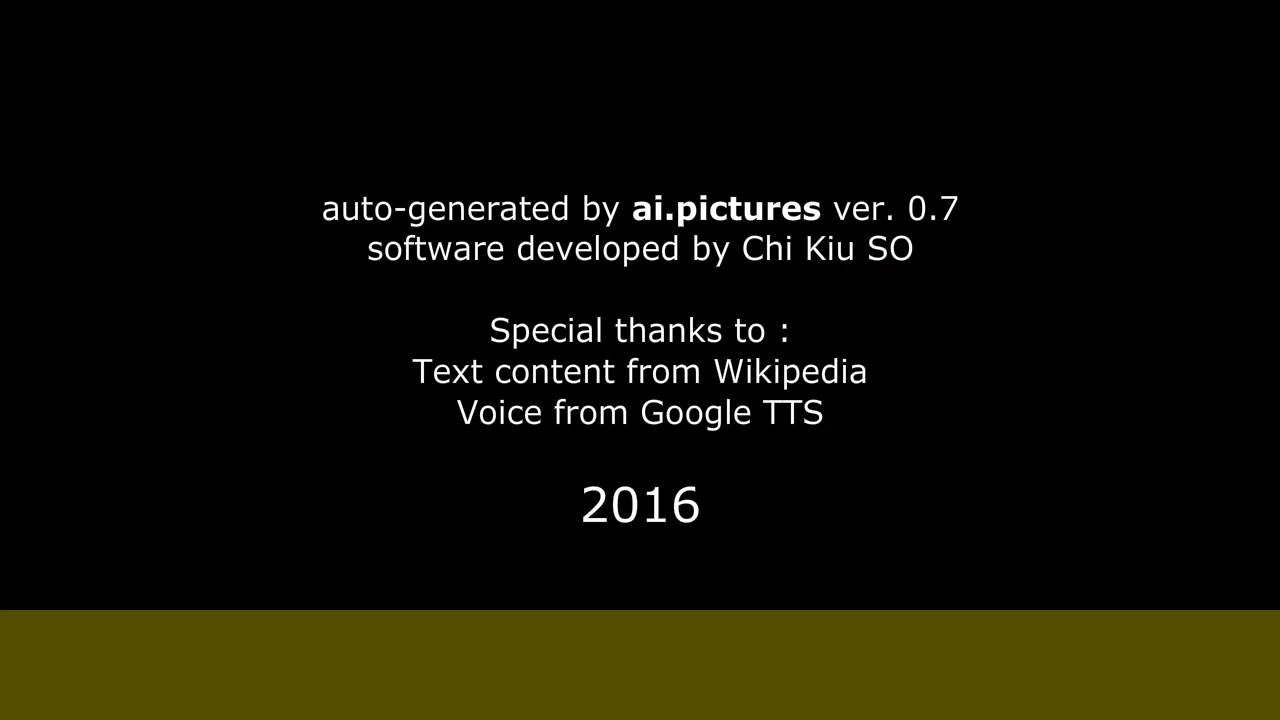 auto-generated by ai.pictures ver. 0.7
software developed by Chi Kiu SO
Special thanks to :
Text content from Wikipedia
Voice from Google TTS
2016